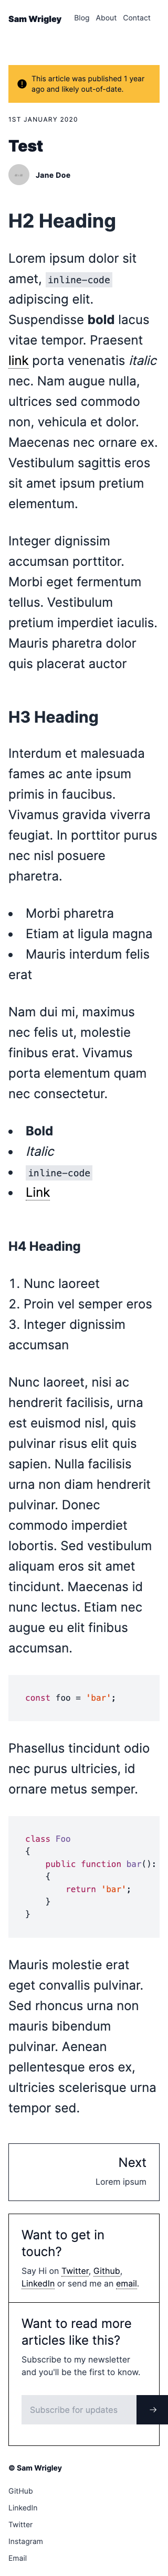 Sam Wrigley Blog About Contact
This article was published 1 year
ago and likely out-of-date.
1ST JANUARY 2020
Test
Jane Doe
H2 Heading
Lorem ipsum dolor sit
amet, inline-code
adipiscing elit.
Suspendisse bold lacus
vitae tempor. Praesent
link porta venenatis italic
nec. Nam augue nulla,
ultrices sed commodo
non, vehicula et dolor.
Maecenas nec ornare ex.
Vestibulum sagittis eros
sit amet ipsum pretium
elementum.
Integer dignissim
accumsan porttitor.
Morbi eget fermentum
tellus. Vestibulum
pretium imperdiet iaculis.
Mauris pharetra dolor
quis placerat auctor
H3 Heading
Interdum et malesuada
fames ac ante ipsum
primis in faucibus.
Vivamus gravida viverra
feugiat. In porttitor purus
nec nisl posuere
pharetra.
• Morbi pharetra
• Etiam at ligula magna
• Mauris interdum felis
erat
Nam dui mi, maximus
nec felis ut, molestie
finibus erat. Vivamus
porta elementum quam
nec consectetur.
• Bold
• Italic
• inline-code
• Link
H4 Heading
1. Nunc laoreet
2. Proin vel semper eros
3. Integer dignissim
accumsan
Nunc laoreet, nisi ac
hendrerit facilisis, urna
est euismod nisl, quis
pulvinar risus elit quis
sapien. Nulla facilisis
urna non diam hendrerit
pulvinar. Donec
commodo imperdiet
lobortis. Sed vestibulum
aliquam eros sit amet
tincidunt. Maecenas id
nunc lectus. Etiam nec
augue eu elit finibus
accumsan.
const foo = 'bar';
Phasellus tincidunt odio
nec purus ultricies, id
ornare metus semper.
class Foo
{
public function bar():
{
return 'bar';
}
}
Mauris molestie erat
eget convallis pulvinar.
Sed rhoncus urna non
mauris bibendum
pulvinar. Aenean
pellentesque eros ex,
ultricies scelerisque urna
tempor sed.
Next
Lorem ipsum
Want to get in
touch?
Say Hi on Twitter, Github,
LinkedIn or send me an email.
Want to read more
articles like this?
Subscribe to my newsletter
and you'll be the first to know.
Subscribe for updates →
© Sam Wrigley
GitHub
LinkedIn
Twitter
Instagram
Email